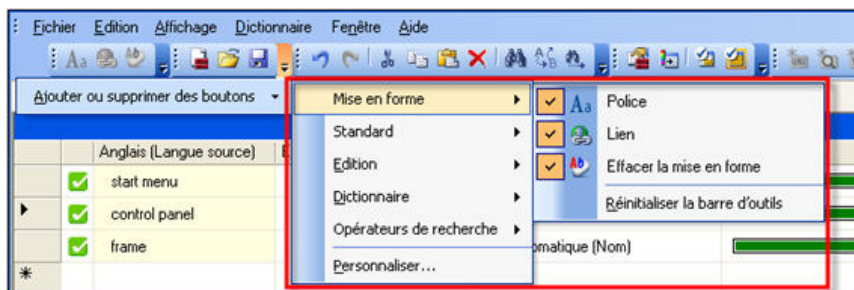 Fichier Edition Affichage Dictionnaire Fenêtre Aide
Ajouter ou supprimer des boutons
Mise en forme
Police
Standard
Lien
Anglais (Langue source)
Edition
Effacer la mise en forme
start menu
Dictionnaire
Réinitialiser la barre d'outils
control panel
Opérateurs de recherche
frame
omatique (Nom)
Personnaliser...